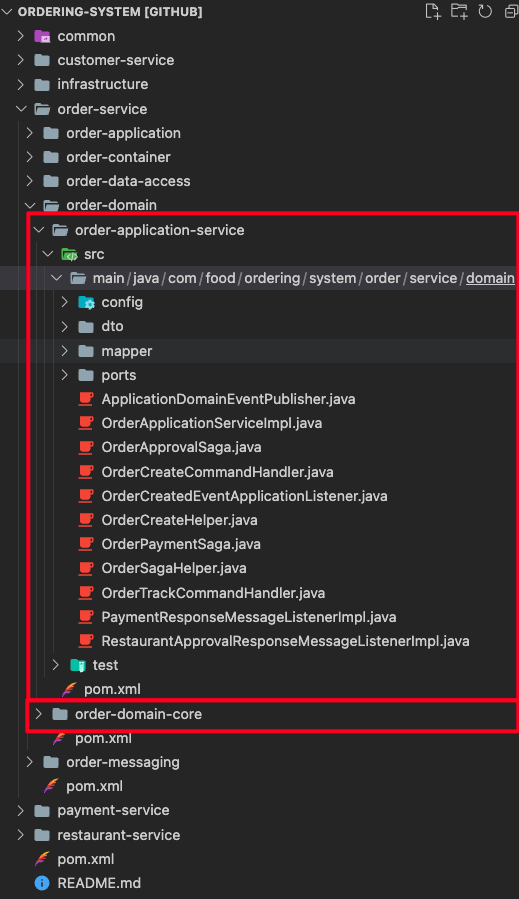 ORDERING-SYSTEM [GITHUB]
common
customer-service
infrastructure
order-service
order-application
order-container
order-data-access
order-domain
order-application-service
src
main/java/com/food/ordering/system/order/service/domain
config
dto
mapper
ports
ApplicationDomainEventPublisher.java
OrderApplicationServiceImpl.java
OrderApprovalSaga.java
OrderCreateCommandHandler.java
OrderCreatedEventApplicationListener.java
OrderCreateHelper.java
OrderPaymentSaga.java
OrderSagaHelper.java
OrderTrackCommandHandler.java
PaymentResponseMessageListenerImpl.java
RestaurantApprovalResponseMessageListenerImpl.java
test
pom.xml
order-domain-core
pom.xml
order-messaging
pom.xml
payment-service
restaurant-service
pom.xml
README.md